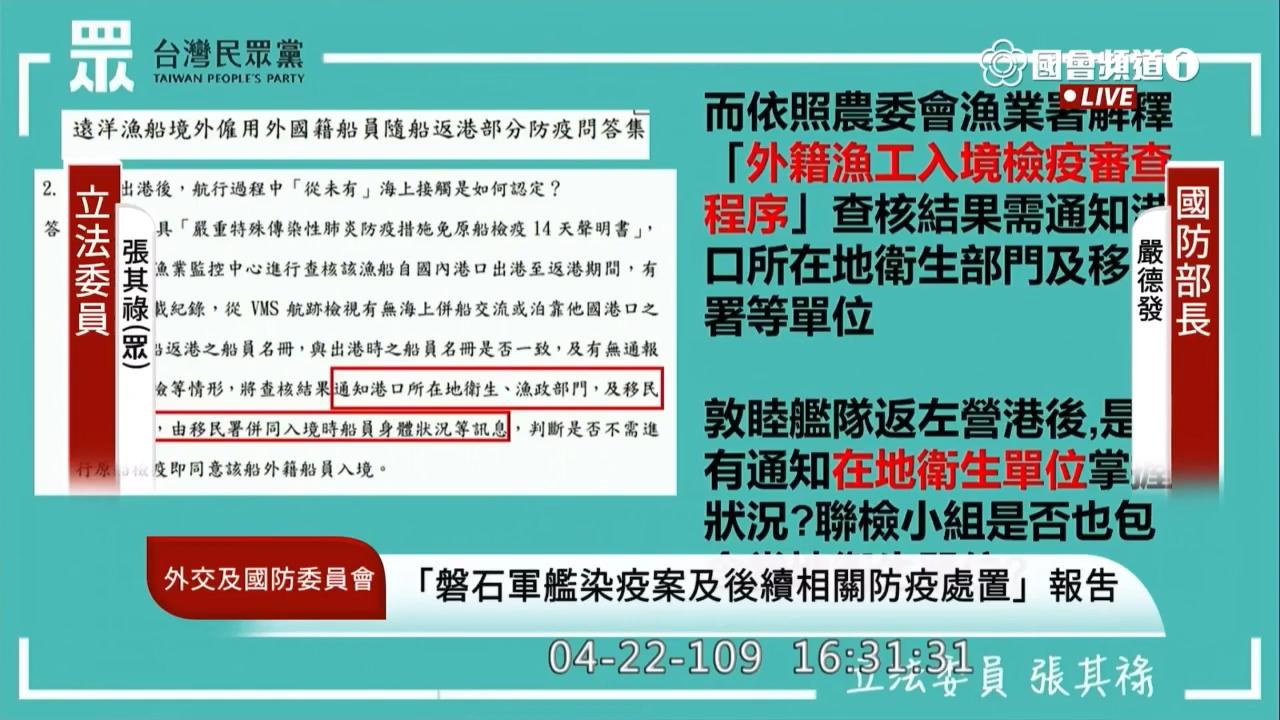 眾 台灣民眾黨
TAIWAN PEOPLE'S PARTY
國會頻道1
LIVE
遠洋漁船境外僱用外國籍船員隨船返港部分防疫問答集
2. 出港後，航行過程中「從未有」海上接觸是如何認定？
答 具「嚴重特殊傳染性肺炎防疫措施免原船檢疫 14 天聲明書」，
漁業監控中心進行查核該漁船自國內港口出港至返港期間，有
載紀錄，從 VMS 航跡檢視有無海上併船交流或泊靠他國港口之
船返港之船員名冊，與出港時之船員名冊是否一致，及有無通報
檢等情形，將查核結果通知港口所在地衛生、漁政部門，及移民
，由移民署併同入境時船員身體狀況等訊息，判斷是否不需進
行原船檢疫即同意該船外籍船員入境。
而依照農委會漁業署解釋
「外籍漁工入境檢疫審查
程序」查核結果需通知港
口所在地衛生部門及移
署等單位
敦睦艦隊返左營港後,是
有通知在地衛生單位掌握
狀況?聯檢小組是否也包
立法委員
張其祿(眾)
國防部長
嚴德發
外交及國防委員會
「磐石軍艦染疫案及後續相關防疫處置」報告
04-22-109 16:31:31
立法委員 張其祿